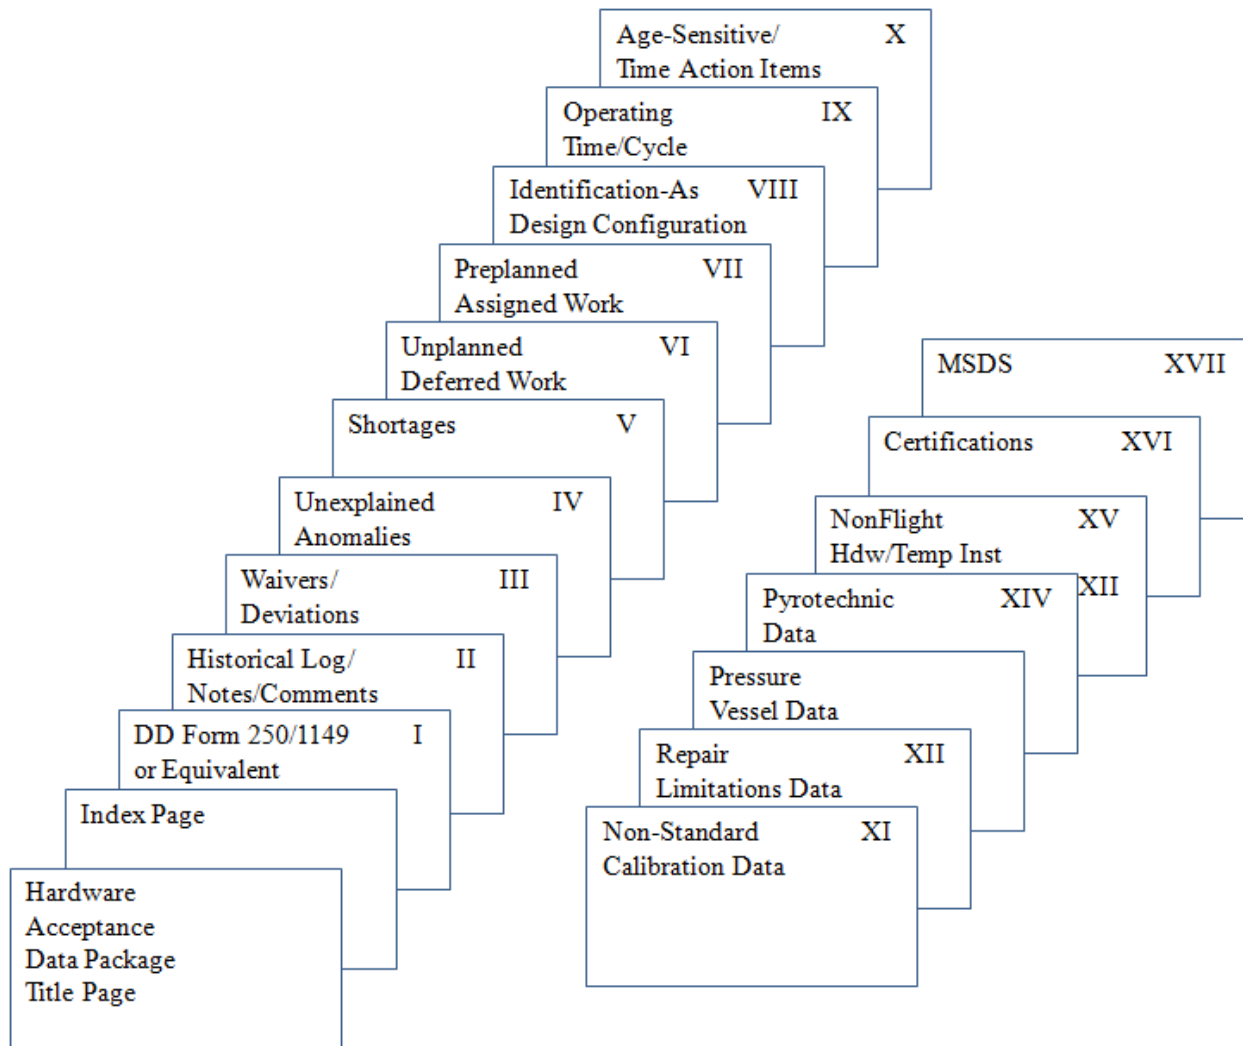 Age-Sensitive/ X
Time Action Items
Operating IX
Time/Cycle
Identification-As VIII
Design Configuration
Preplanned VII
Assigned Work
Unplanned VI
Deferred Work
Shortages V
Unexplained IV
Anomalies
Waivers/ III
Deviations
Historical Log/ II
Notes/Comments
DD Form 250/1149 I
or Equivalent
Index Page
Hardware
Acceptance
Data Package
Title Page
MSDS XVII
Certifications XVI
NonFlight XV
Hdw/Temp Inst
XII
Pyrotechnic XIV
Data
Pressure
Vessel Data
Repair XII
Limitations Data
Non-Standard XI
Calibration Data